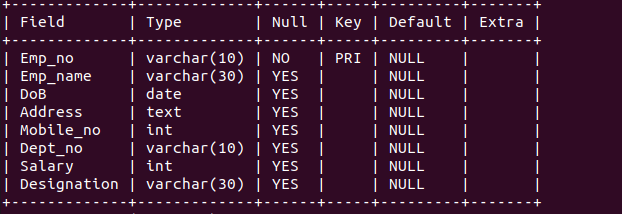 +-------------+-------------+------+-----+---------+-------+
| Field       | Type        | Null | Key | Default | Extra |
+-------------+-------------+------+-----+---------+-------+
| Emp_no      | varchar(10) | NO   | PRI | NULL    |       |
| Emp_name    | varchar(30) | YES  |     | NULL    |       |
| DoB         | date        | YES  |     | NULL    |       |
| Address     | text        | YES  |     | NULL    |       |
| Mobile_no   | int         | YES  |     | NULL    |       |
| Dept_no     | varchar(10) | YES  |     | NULL    |       |
| Salary      | int         | YES  |     | NULL    |       |
| Designation | varchar(30) | YES  |     | NULL    |       |
+-------------+-------------+------+-----+---------+-------+